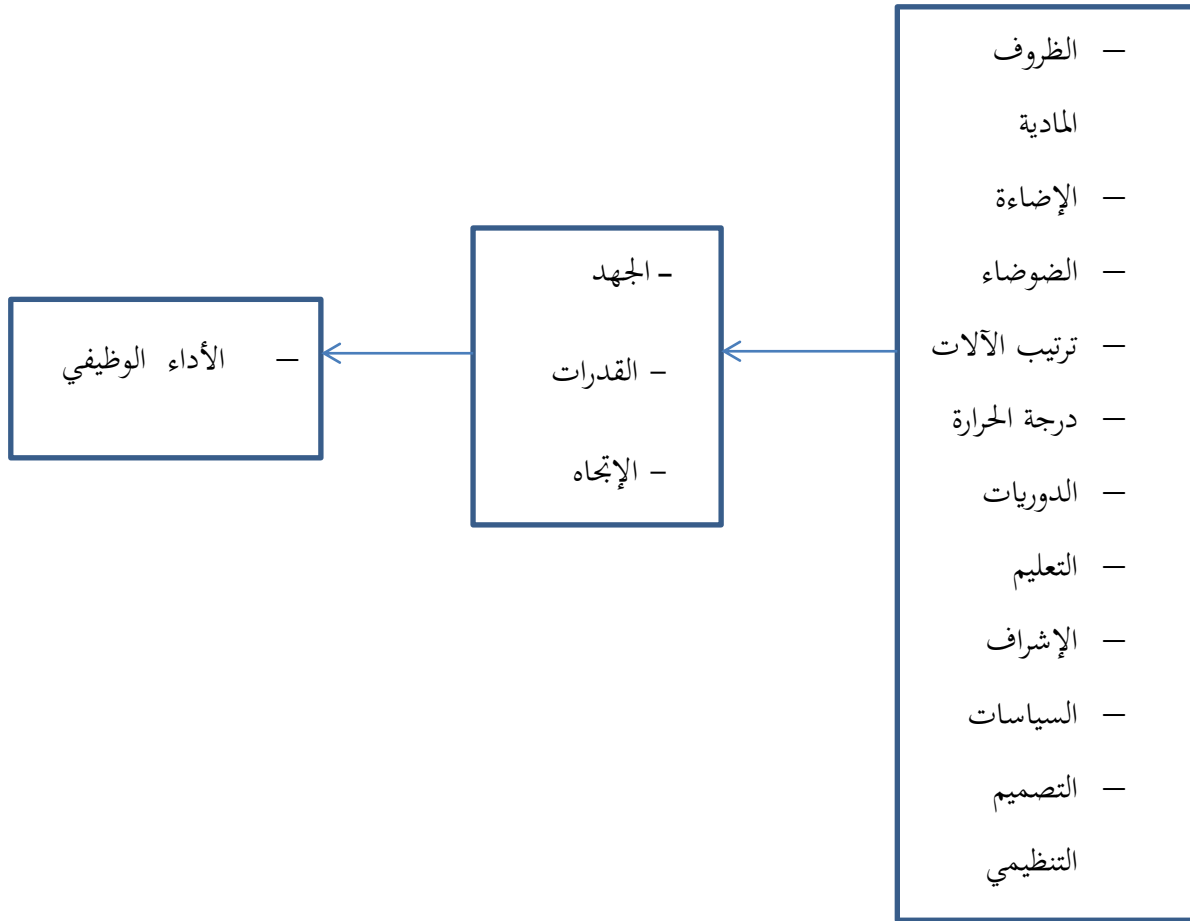 – الظروف
المادية
– الإضاءة
– الضوضاء
– ترتيب الآلات
– درجة الحرارة
– الدوريات
– التعليم
– الإشراف
– السياسات
– التصميم
التنظيمي
- الجهد
– القدرات
– الإتجاه
– الأداء الوظيفي